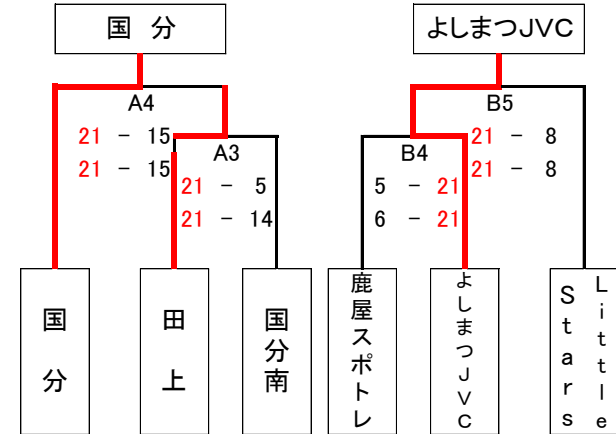 国 分
よしまつJVC
A4
21 － 15
21 － 15
A3
21 － 5
21 － 14
B5
21 － 8
21 － 8
B4
5 － 21
6 － 21
国分
田上
国分南
鹿屋スポトレ
よしまつJVC
Little
Stars